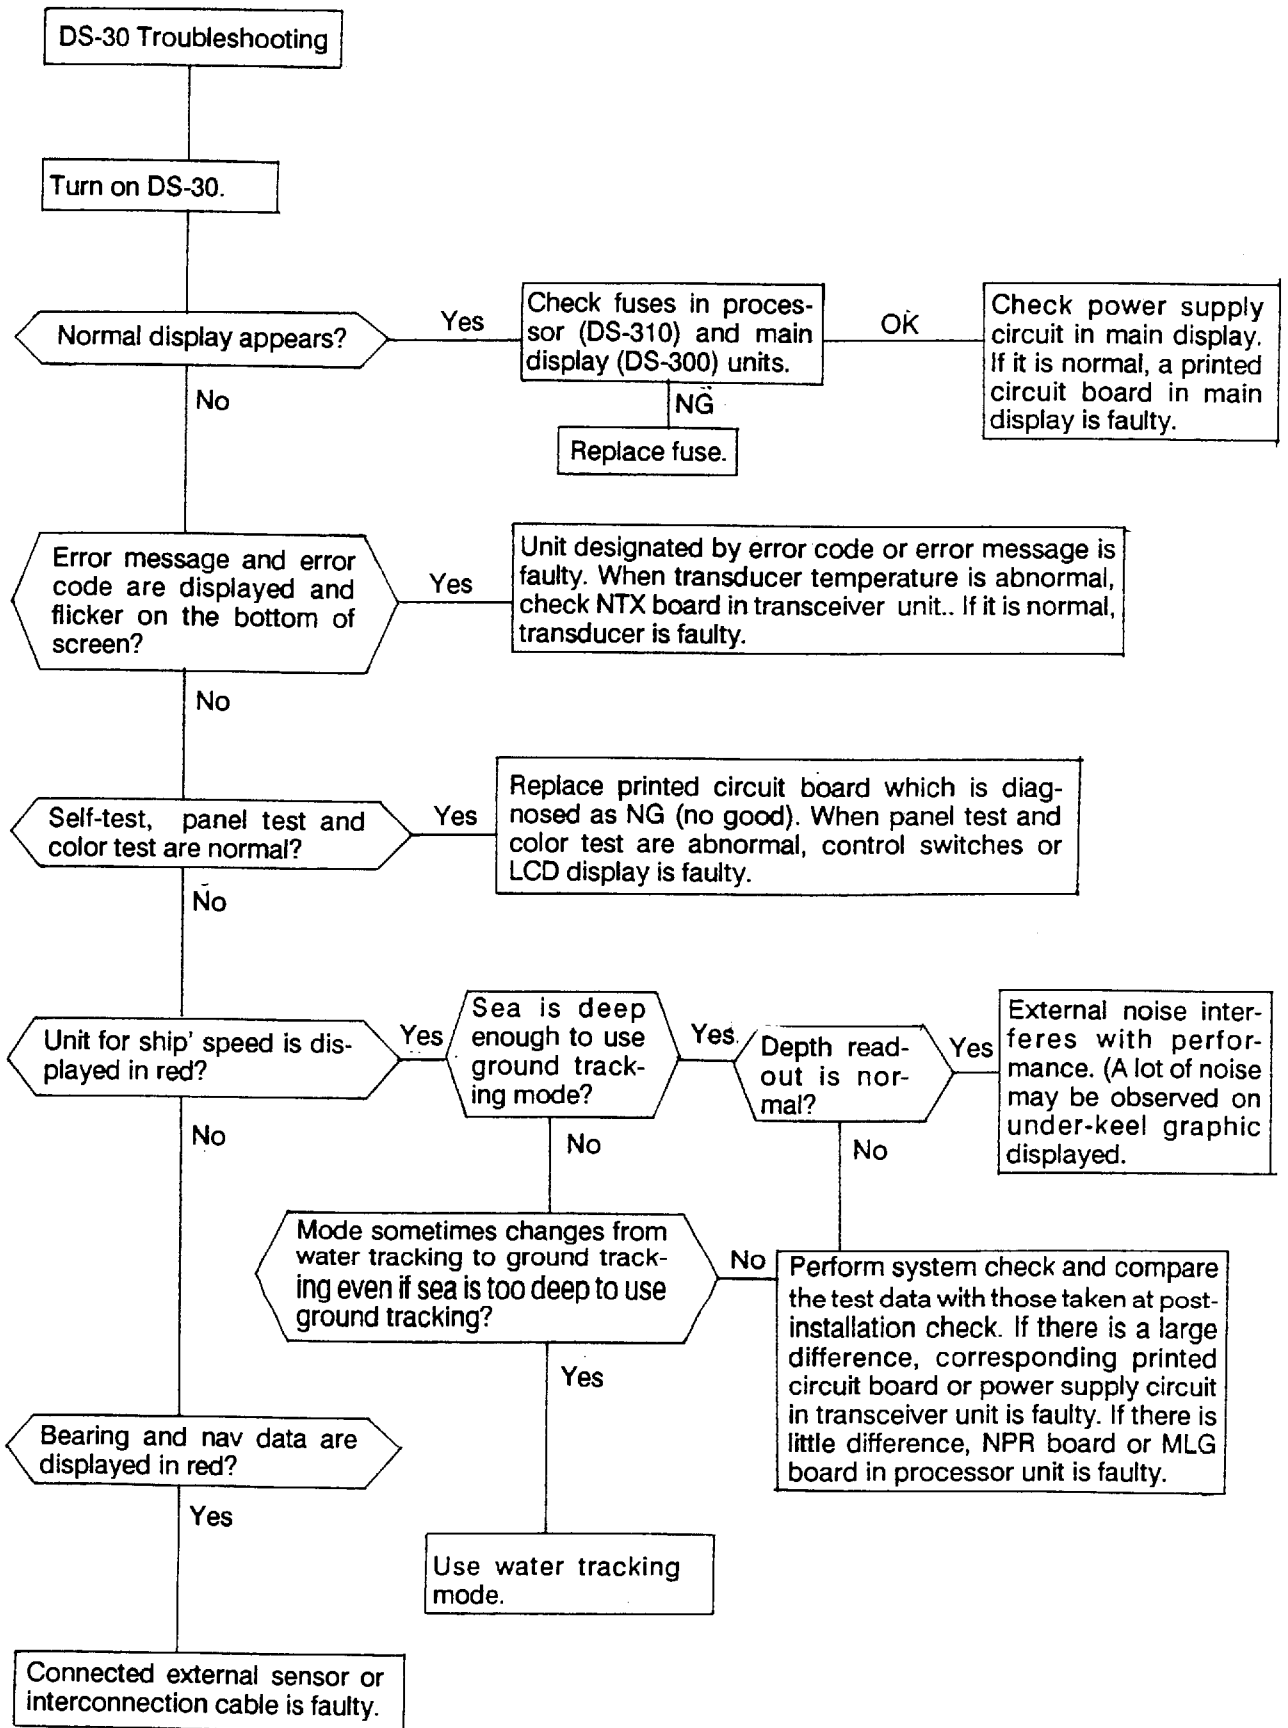 DS-30 Troubleshooting
Turn on DS-30.
Normal display appears?
Yes
Check fuses in proces-
sor (DS-310) and main
display (DS-300) units.
OK
Check power supply
circuit in main display.
If it is normal, a printed
circuit board in main
display is faulty.
No
NG
Replace fuse.
Error message and error
code are displayed and
flicker on the bottom of
screen?
Yes
Unit designated by error code or error message is
faulty. When transducer temperature is abnormal,
check NTX board in transceiver unit.. If it is normal,
transducer is faulty.
No
Self-test, panel test and
color test are normal?
Yes
Replace printed circuit board which is diag-
nosed as NG (no good). When panel test and
color test are abnormal, control switches or
LCD display is faulty.
No
Unit for ship' speed is dis-
played in red?
Yes
Sea is deep
enough to use
ground track-
ing mode?
Yes.
Depth read-
out is nor-
mal?
Yes
External noise inter-
feres with perfor-
mance. (A lot of noise
may be observed on
under-keel graphic
displayed.
No
No
No
Mode sometimes changes from
water tracking to ground track-
ing even if sea is too deep to use
ground tracking?
No
Perform system check and compare
the test data with those taken at post-
installation check. If there is a large
difference, corresponding printed
circuit board or power supply circuit
in transceiver unit is faulty. If there is
little difference, NPR board or MLG
board in processor unit is faulty.
Yes
Bearing and nav data are
displayed in red?
Yes
Use water tracking
mode.
Connected external sensor or
interconnection cable is faulty.